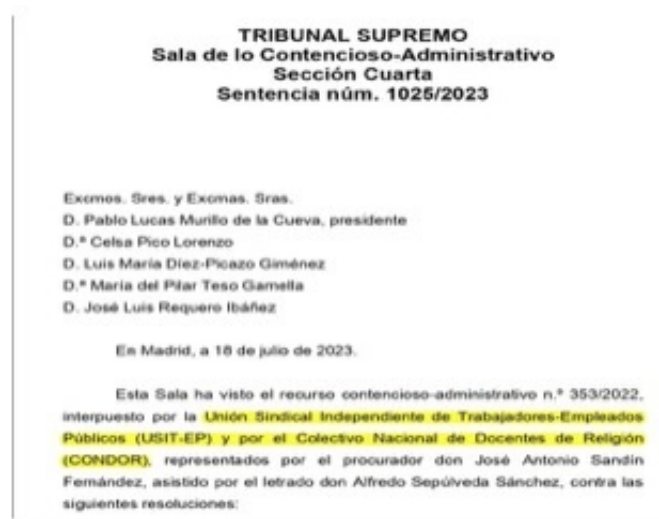 TRIBUNAL SUPREMO
Sala de lo Contencioso-Administrativo
Sección Cuarta
Sentencia núm. 1025/2023
Excmos. Sres. y Excmas. Sras.
D. Pablo Lucas Murillo de la Cueva, presidente
D.ª Celsa Pico Lorenzo
D. Luis María Díez-Picazo Giménez
D.ª María del Pilar Teso Gamella
D. José Luis Requero Ibáñez
En Madrid, a 18 de julio de 2023.
Esta Sala ha visto el recurso contencioso-administrativo n.º 353/2022,
interpuesto por la Unión Sindical Independiente de Trabajadores-Empleados
Públicos (USIT-EP) y por el Colectivo Nacional de Docentes de Religión
(CONDOR), representados por el procurador don José Antonio Sandín
Fernández, asistido por el letrado don Alfredo Sepúlveda Sánchez, contra las
siguientes resoluciones: